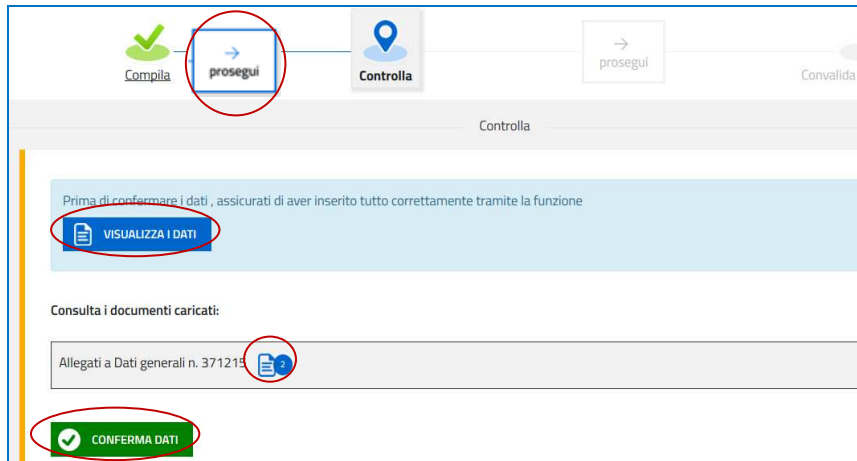 Compila
→ prosegui
Controlla
→ prosegui
Convalida
Controlla
Prima di confermare i dati , assicurati di aver inserito tutto correttamente tramite la funzione
VISUALIZZA I DATI
Consulta i documenti caricati:
Allegati a Dati generali n. 371215 2
CONFERMA DATI